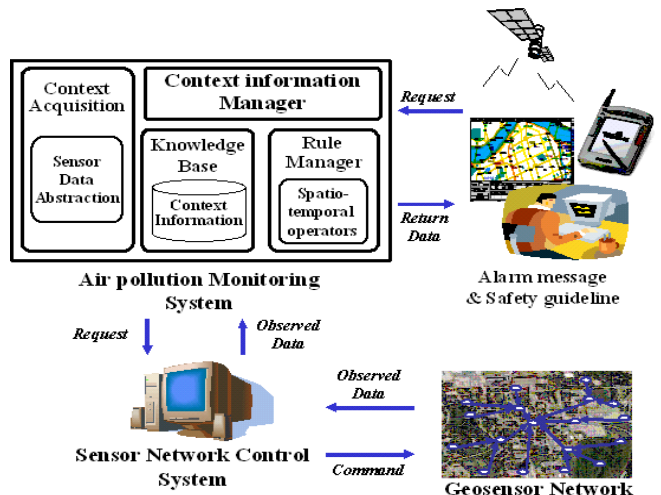 Context
Acquisition
Sensor
Data
Abstraction
Context information
Manager
Knowledge
Base
Context
Information
Rule
Manager
Spatio-
temporal
operators
Air pollution Monitoring
System
Request
Return
Data
Alarm message
& Safety guideline
Request
Observed
Data
Sensor Network Control
System
Observed
Data
Command
Geosensor Network